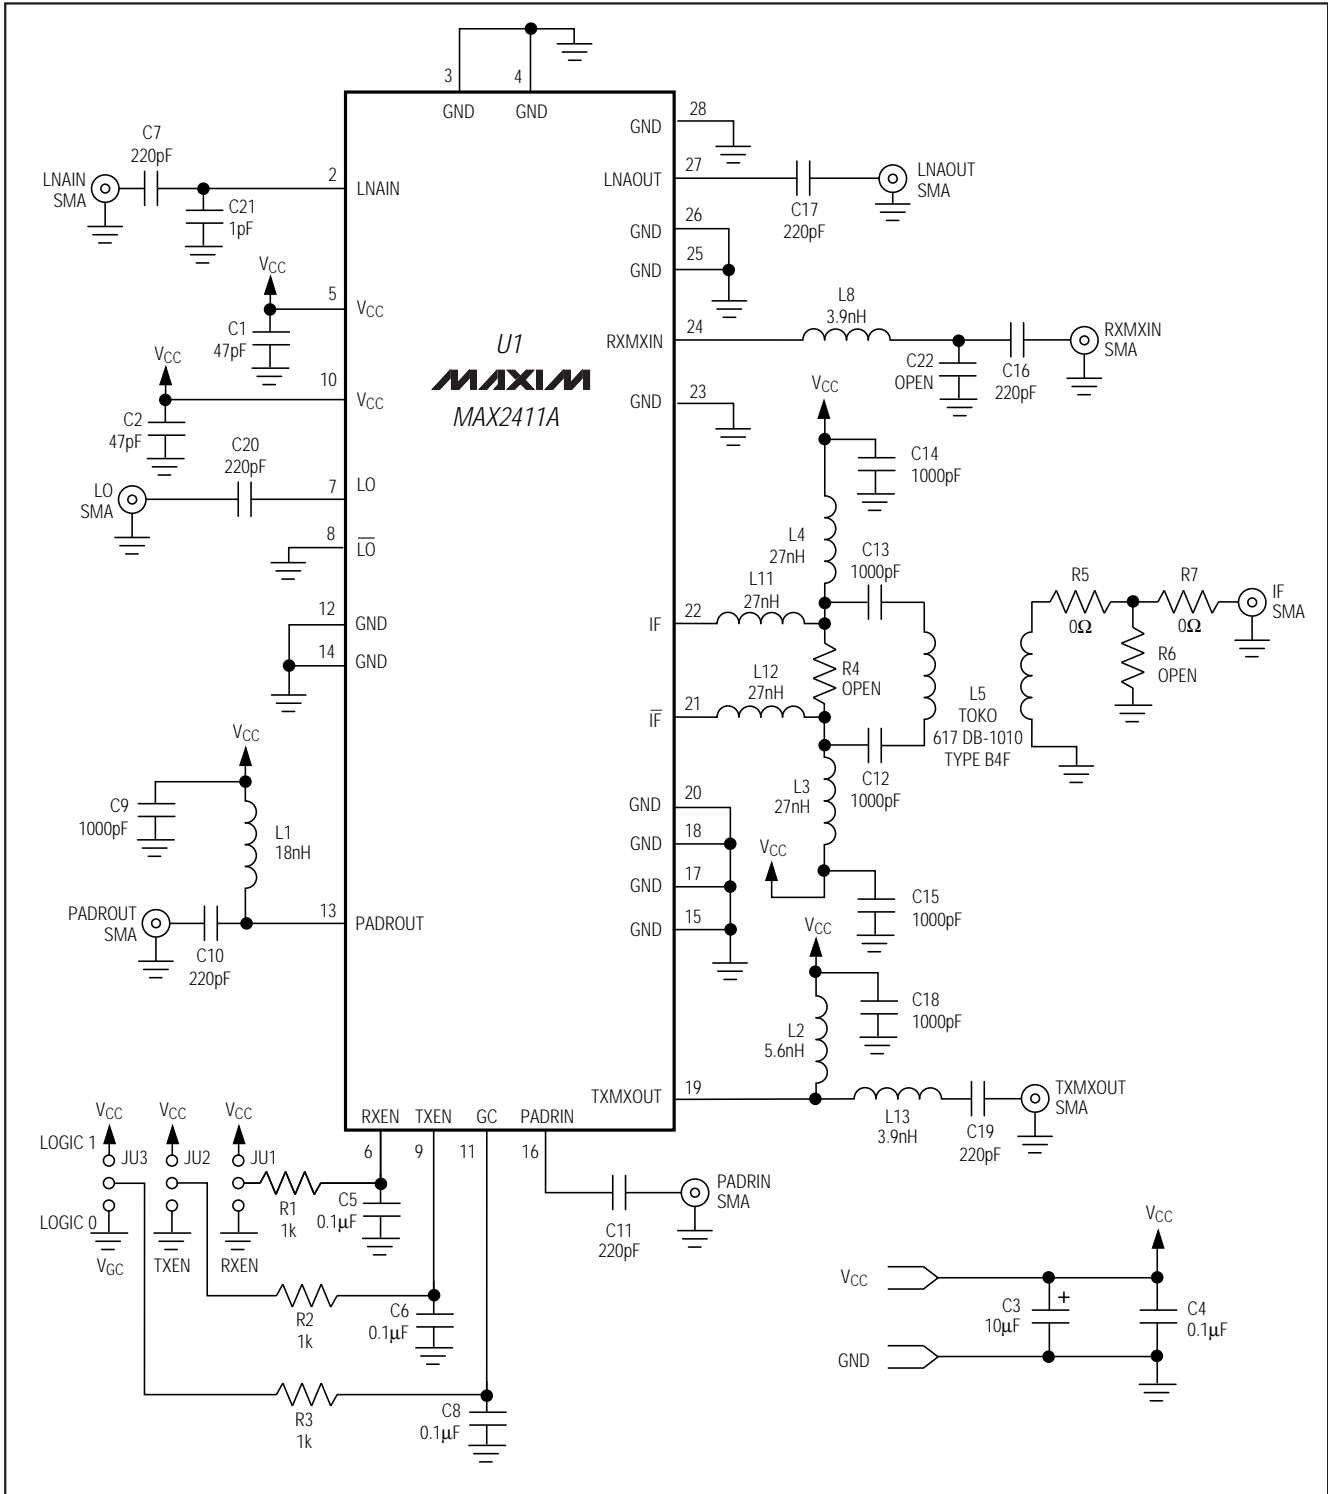 3
4
GND
GND
C7
220pF
LNAIN
SMA
2
LNAIN
C21
1pF
VCC
5
VCC
C1
47pF
VCC
10
VCC
C2
47pF
C20
220pF
LO
SMA
7
LO
8
L̅O̅
12
GND
14
GND
VCC
C9
1000pF
L1
18nH
PADROUT
SMA
13
PADROUT
C10
220pF
U1
MAXIM
MAX2411A
28
GND
27
LNAOUT
C17
220pF
LNAOUT
SMA
26
GND
25
GND
L8
3.9nH
24
RXMXIN
C22
OPEN
C16
220pF
RXMXIN
SMA
23
GND
VCC
C14
1000pF
L4
27nH
C13
1000pF
L11
27nH
22
IF
R4
OPEN
L12
27nH
21
I̅F̅
C12
1000pF
L3
27nH
L5
TOKO
617 DB-1010
TYPE B4F
R5
0Ω
R7
0Ω
IF
SMA
R6
OPEN
20
GND
18
GND
17
GND
15
GND
VCC
C15
1000pF
VCC
C18
1000pF
L2
5.6nH
19
TXMXOUT
L13
3.9nH
C19
220pF
TXMXOUT
SMA
RXEN
TXEN
GC
PADRIN
6
9
11
16
VCC
VCC
VCC
LOGIC 1
JU3
JU2
JU1
LOGIC 0
VGC
TXEN
RXEN
R1
1k
C5
0.1μF
C11
220pF
PADRIN
SMA
R2
1k
C6
0.1μF
R3
1k
C8
0.1μF
VCC
VCC
C3
10μF
+
C4
0.1μF
GND